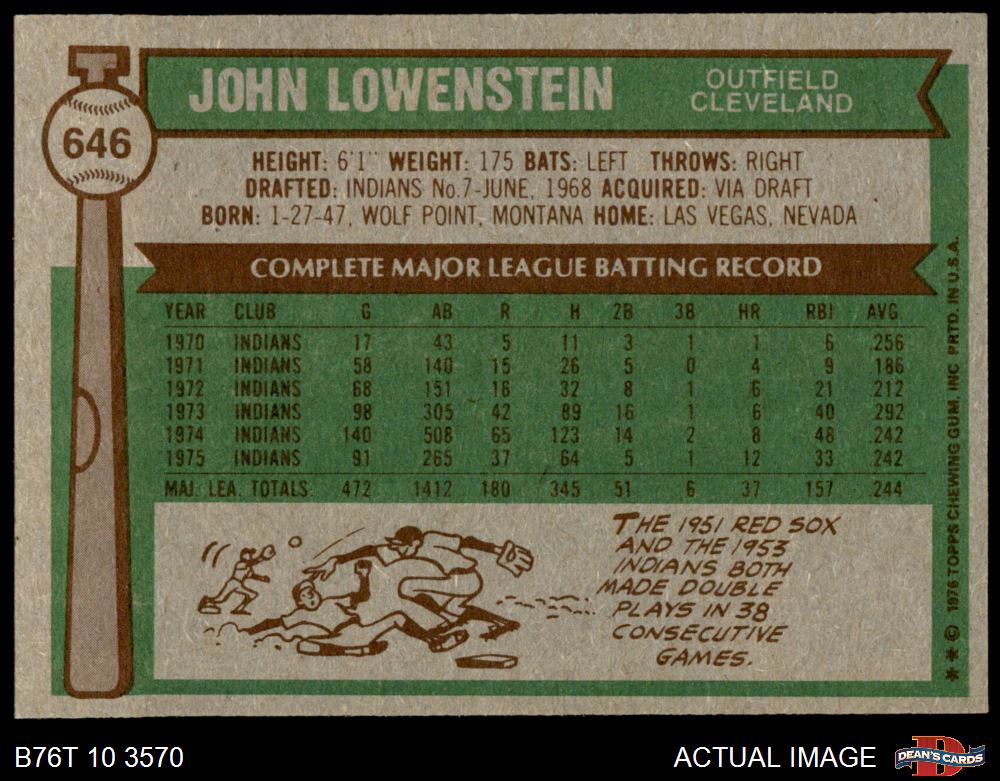 646
JOHN LOWENSTEIN
OUTFIELD
CLEVELAND
HEIGHT: 6'1" WEIGHT: 175 BATS: LEFT THROWS: RIGHT
DRAFTED: INDIANS No.7-JUNE, 1968 ACQUIRED: VIA DRAFT
BORN: 1-27-47, WOLF POINT, MONTANA HOME: LAS VEGAS, NEVADA
COMPLETE MAJOR LEAGUE BATTING RECORD
YEAR CLUB G AB R H 2B 3B HR RBI AVG.
1970 INDIANS 17 43 5 11 3 1 1 6 .256
1971 INDIANS 58 140 15 26 5 0 4 9 .186
1972 INDIANS 68 151 16 32 8 1 6 21 .212
1973 INDIANS 98 305 42 89 16 1 6 40 .292
1974 INDIANS 140 508 65 123 14 2 8 48 .242
1975 INDIANS 91 265 37 64 5 1 12 33 .242
MAJ. LEA. TOTALS 472 1412 180 345 51 6 37 157 .244
THE 1951 RED SOX
AND THE 1953
INDIANS BOTH
MADE DOUBLE
PLAYS IN 38
CONSECUTIVE
GAMES.
** © 1976 TOPPS CHEWING GUM, INC PRTD. IN U.S.A.
B76T 10 3570
ACTUAL IMAGE
D
DEAN'S CARDS